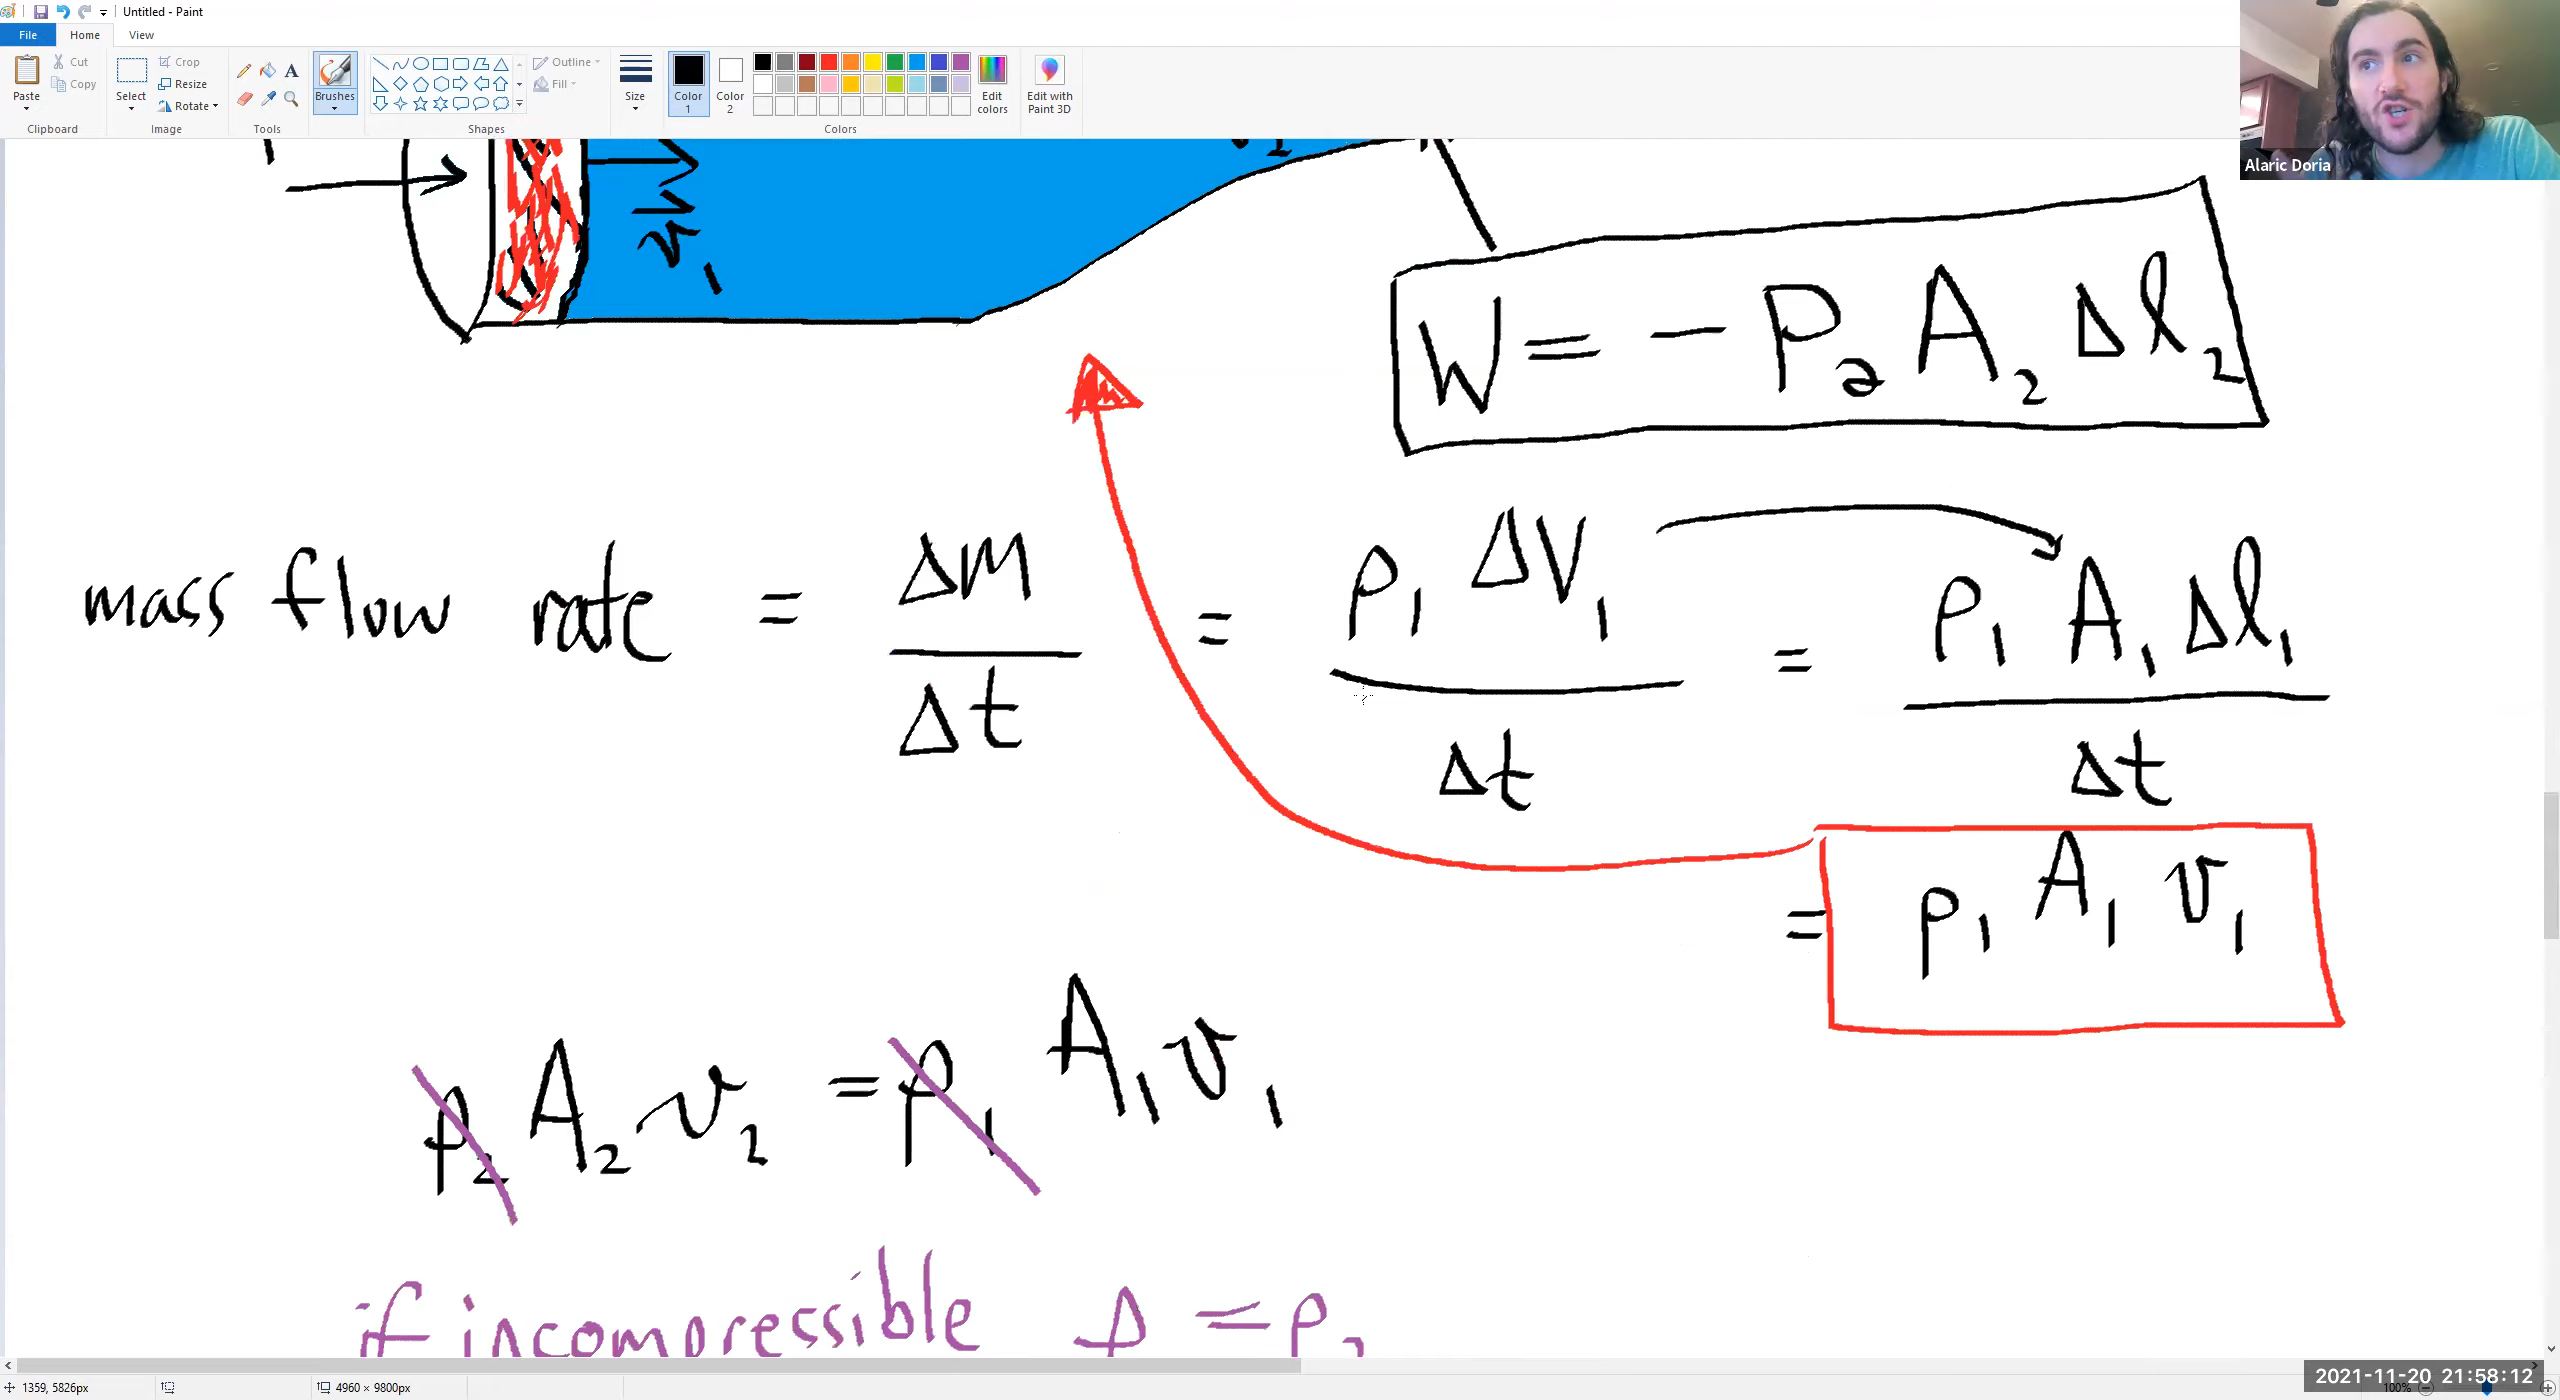 Untitled - Paint
File Home View
Paste Cut Copy Clipboard
Select Crop Resize Rotate Image
Tools
Brushes
Shapes Outline Fill
Size
Color 1 Color 2 Edit colors Colors
Edit with Paint 3D
Alaric Doria
v⃗₁
W = - P₂ A₂ Δl₂
mass flow rate = ΔM / Δt = ρ₁ ΔV₁ / Δt = ρ₁ A₁ Δl₁ / Δt
= ρ₁ A₁ v₁
ρ₂ A₂ v₂ = ρ₁ A₁ v₁
if incompressible ρ = ρ₂
1359, 5826px
4960 × 9800px
100%
2021-11-20 21:58:12